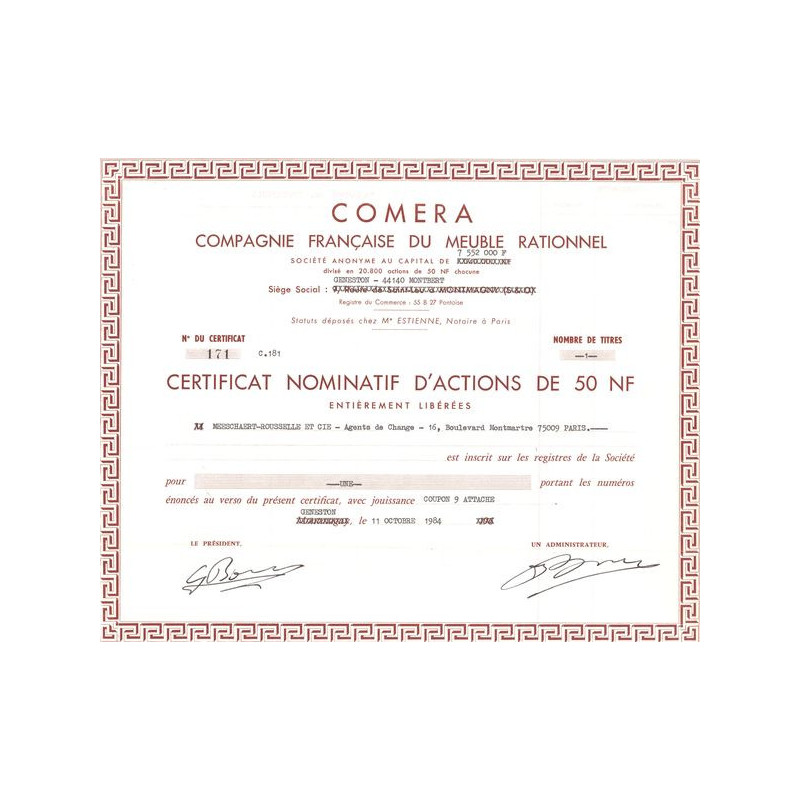 COMERA
COMPAGNIE FRANÇAISE DU MEUBLE RATIONNEL
7 552 000 F
SOCIÉTÉ ANONYME AU CAPITAL DE
divisé en 20.800 actions de 50 NF chacune
GENESTON - 44140 MONTBERT
Siège Social : à MONTMAGNY (S&O)
Registre du Commerce : 55 B 27 Pontoise
Statuts déposés chez Me ESTIENNE, Notaire à Paris
N° DU CERTIFICAT
171 C.181
NOMBRE DE TITRES
—1—
CERTIFICAT NOMINATIF D'ACTIONS DE 50 NF
ENTIÈREMENT LIBÉRÉES
M MEESCHAERT-ROUSSELLE ET CIE - Agents de Change - 16, Boulevard Montmartre 75009 PARIS.——
est inscrit sur les registres de la Société
pour —UNE— portant les numéros
énoncés au verso du présent certificat, avec jouissance COUPON 9 ATTACHE
GENESTON
, le 11 OCTOBRE 1984
LE PRÉSIDENT,
UN ADMINISTRATEUR,